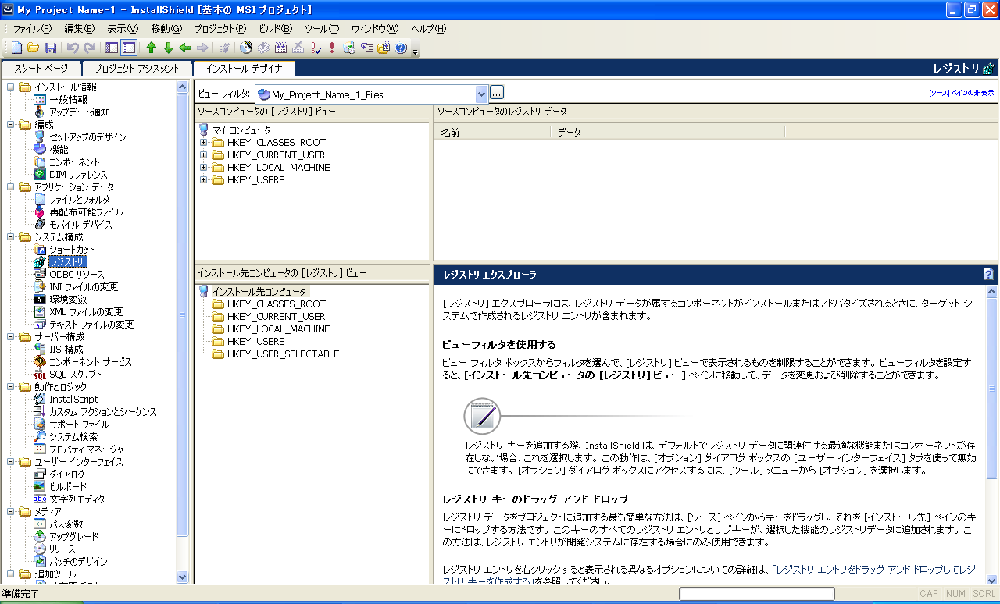 My Project Name-1 - InstallShield [基本の MSI プロジェクト]
ファイル(F) 編集(E) 表示(V) 移動(G) プロジェクト(P) ビルド(B) ツール(T) ウィンドウ(W) ヘルプ(H)
スタート ページ プロジェクト アシスタント インストール デザイナ レジストリ
インストール情報
一般情報
アップデート通知
編成
セットアップのデザイン
機能
コンポーネント
DIM リファレンス
アプリケーション データ
ファイルとフォルダ
再配布可能ファイル
モバイル デバイス
システム構成
ショートカット
レジストリ
ODBC リソース
INI ファイルの変更
環境変数
XML ファイルの変更
テキスト ファイルの変更
サーバー構成
IIS 構成
コンポーネント サービス
SQL スクリプト
動作とロジック
InstallScript
カスタム アクションとシーケンス
サポート ファイル
システム検索
プロパティ マネージャ
ユーザー インターフェイス
ダイアログ
ビルボード
文字列エディタ
メディア
パス変数
アップグレード
リリース
パッチのデザイン
追加ツール
ビュー フィルタ: My_Project_Name_1_Files ... [ソース] ペインの非表示
ソースコンピュータの [レジストリ] ビュー
マイ コンピュータ
HKEY_CLASSES_ROOT
HKEY_CURRENT_USER
HKEY_LOCAL_MACHINE
HKEY_USERS
ソースコンピュータのレジストリ データ
名前 データ
インストール先コンピュータの [レジストリ] ビュー
インストール先コンピュータ
HKEY_CLASSES_ROOT
HKEY_CURRENT_USER
HKEY_LOCAL_MACHINE
HKEY_USERS
HKEY_USER_SELECTABLE
レジストリ エクスプローラ
[レジストリ] エクスプローラには、レジストリ データが属するコンポーネントがインストールまたはアドバタイズされるときに、ターゲット シ
ステムで作成されるレジストリ エントリが含まれます。
ビューフィルタを使用する
ビュー フィルタ ボックスからフィルタを選んで、[レジストリ] ビューで表示されるものを制限することができます。ビューフィルタを設定す
ると、[インストール先コンピュータの [レジストリ] ビュー] ペインに移動して、データを変更および削除することができます。
レジストリ キーを追加する際、InstallShield は、デフォルトでレジストリ データに関連付ける最適な機能またはコンポーネントが存
在しない場合、これを選択します。この動作は、[オプション] ダイアログ ボックスの [ユーザー インターフェイス] タブを使って無効
にできます。[オプション] ダイアログ ボックスにアクセスするには、[ツール] メニューから [オプション] を選択します。
レジストリ キーのドラッグ アンド ドロップ
レジストリ データをプロジェクトに追加する最も簡単な方法は、[ソース] ペインからキーをドラッグし、それを [インストール先] ペインのキ
ーにドロップする方法です。このキーのすべてのレジストリ エントリとサブキーが、選択した機能のレジストリデータに追加されます。こ
の方法は、レジストリ エントリが開発システムに存在する場合にのみ使用できます。
レジストリ エントリを右クリックすると表示される異なるオプションについての詳細は、「レジストリ エントリをドラッグ アンド ドロップしてレジ
ストリ キーを作成する」を参照してください。
準備完了 CAP NUM SCRL